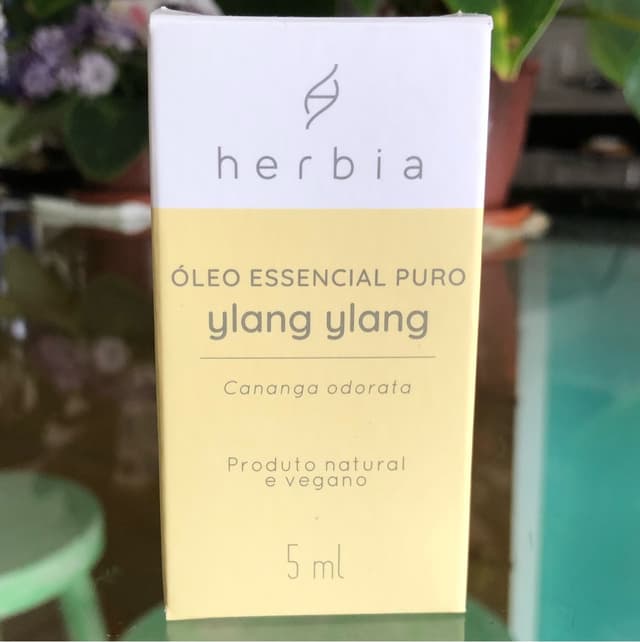 herbia
ÓLEO ESSENCIAL PURO
ylang ylang
Cananga odorata
Produto natural
e vegano
5 ml